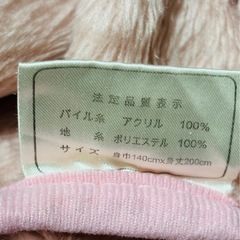 法定品質表示
パイル糸 アクリル 100%
地糸 ポリエステル 100%
サイズ 身巾140cm×身丈200cm